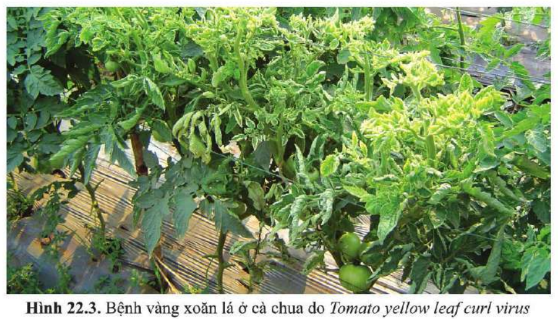 Hình 22.3. Bệnh vàng xoăn lá ở cà chua do Tomato yellow leaf curl virus